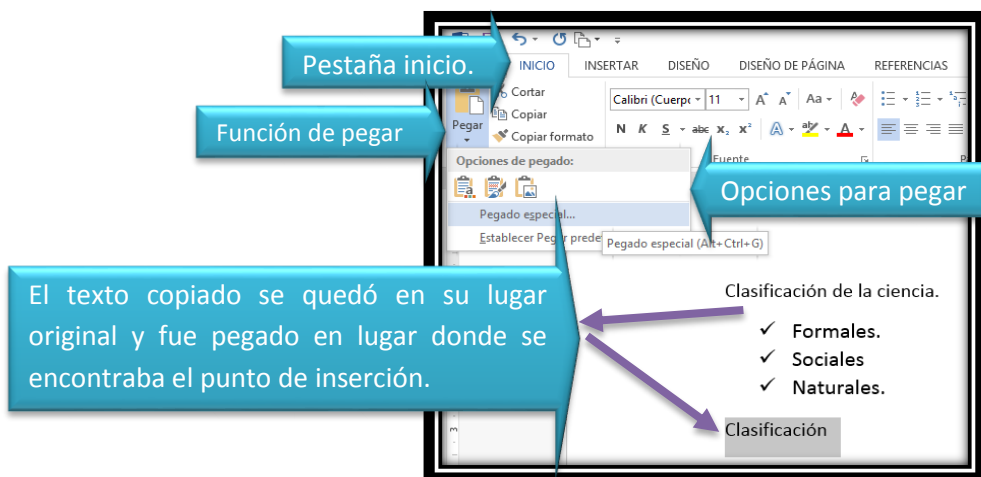 Pestaña inicio.
INICIO INSERTAR DISEÑO DISEÑO DE PÁGINA REFERENCIAS
Cortar
Copiar
Copiar formato
Pegar
Calibri (Cuerpo 11 Aa
Función de pegar
N K S abc x₂ x² A aby A
Fuente
Opciones de pegado:
Opciones para pegar
Pegado especial...
Establecer Pegar prede
Pegado especial (Alt+Ctrl+G)
El texto copiado se quedó en su lugar
original y fue pegado en lugar donde se
encontraba el punto de inserción.
Clasificación de la ciencia.
✓ Formales.
✓ Sociales
✓ Naturales.
Clasificación
3